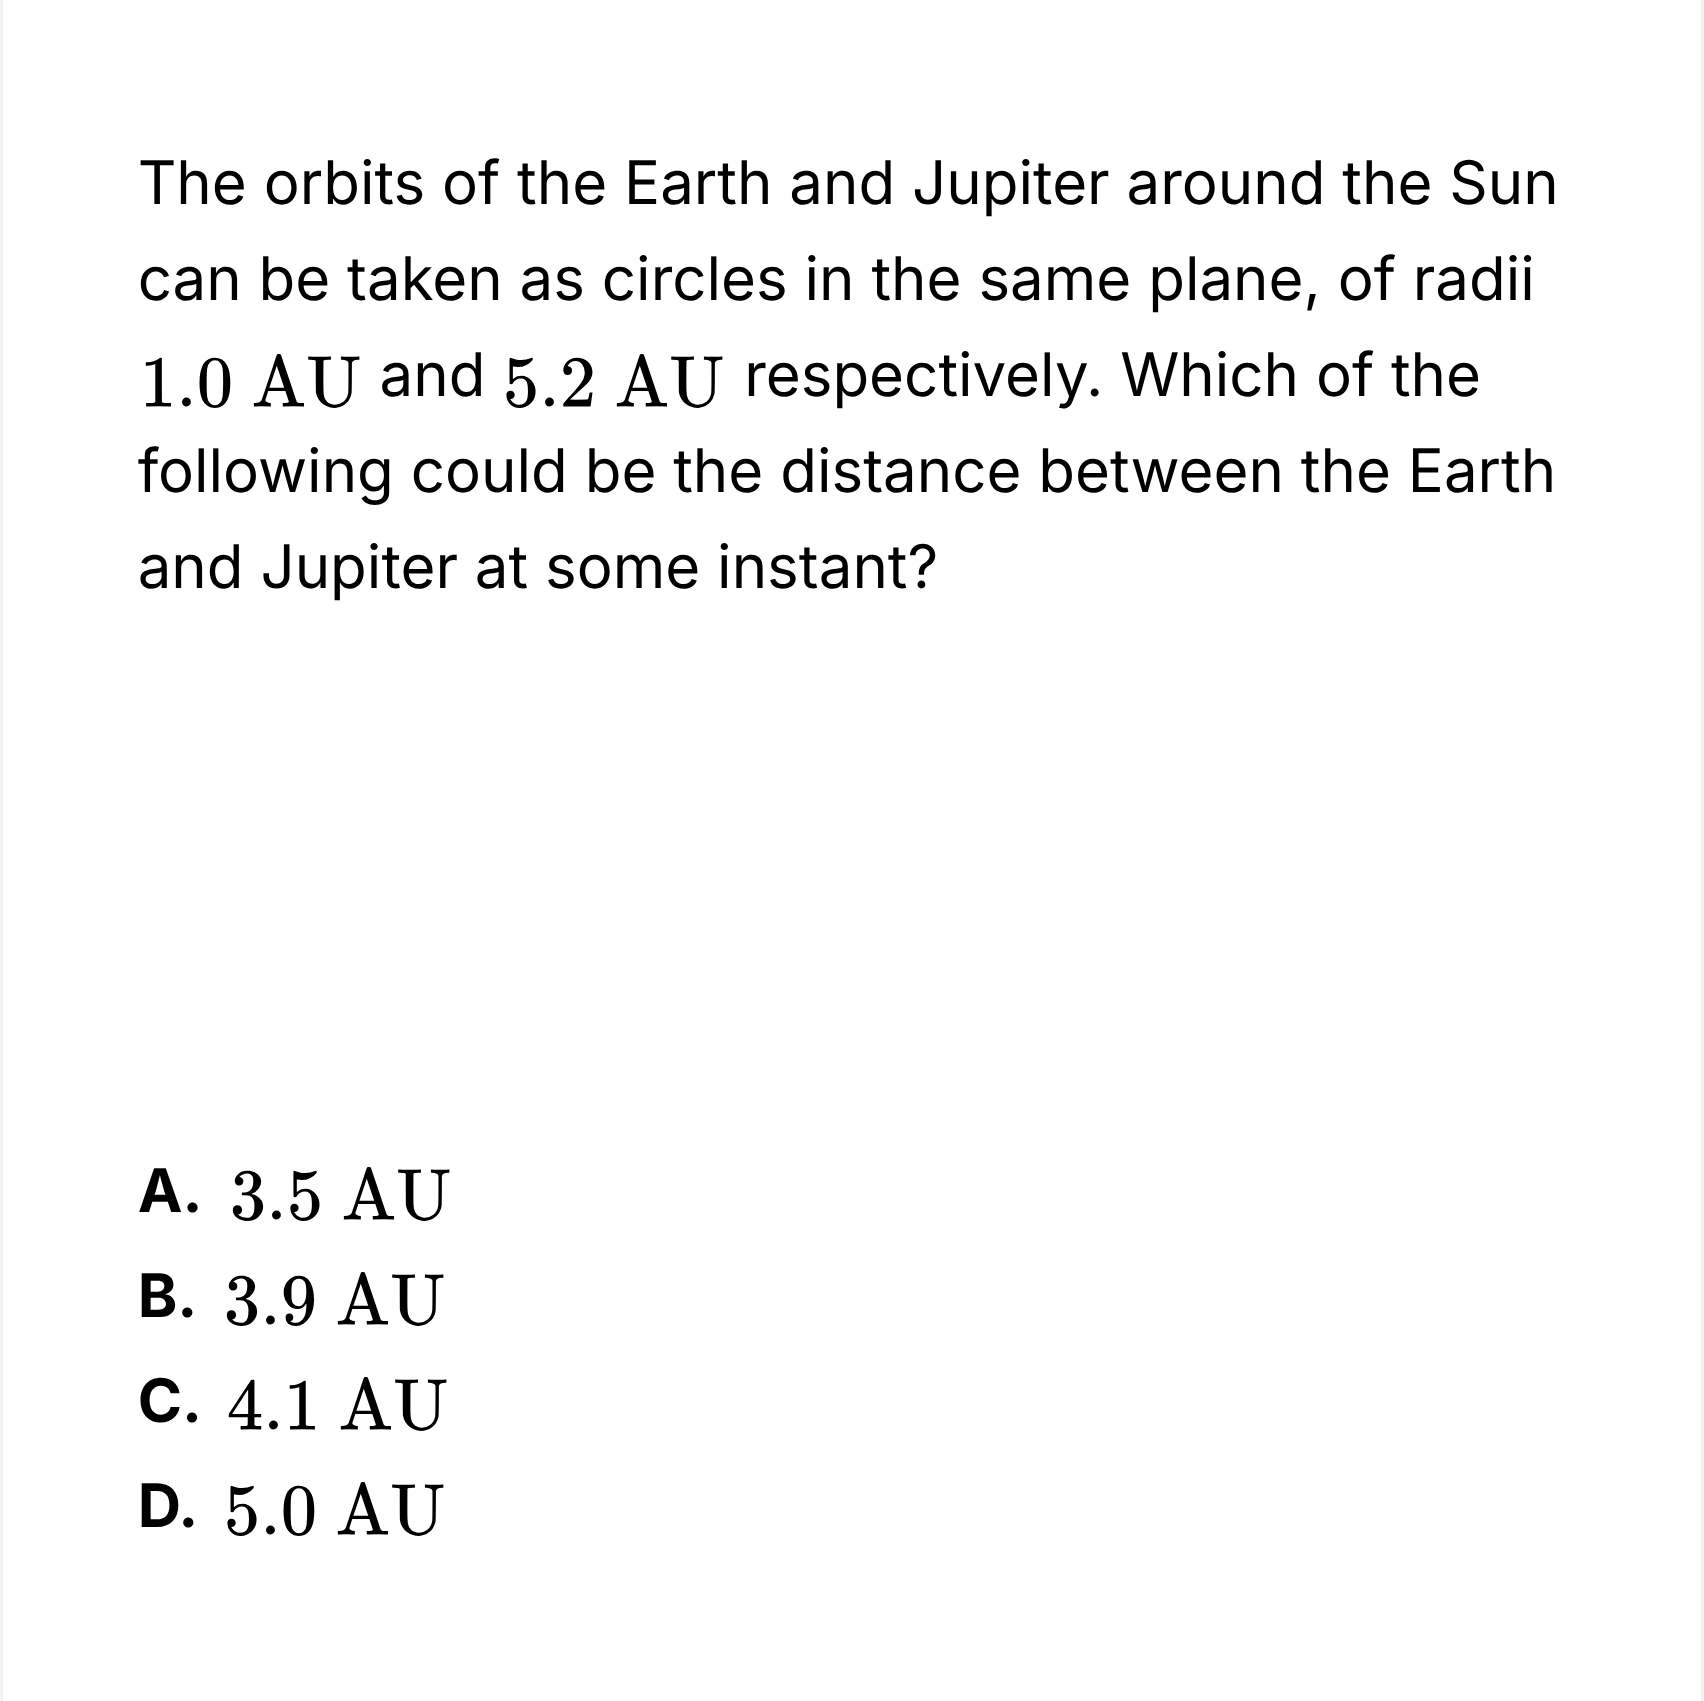 The orbits of the Earth and Jupiter around the Sun
can be taken as circles in the same plane, of radii
1.0 AU and 5.2 AU respectively. Which of the
following could be the distance between the Earth
and Jupiter at some instant?
A. 3.5 AU
B. 3.9 AU
C. 4.1 AU
D. 5.0 AU